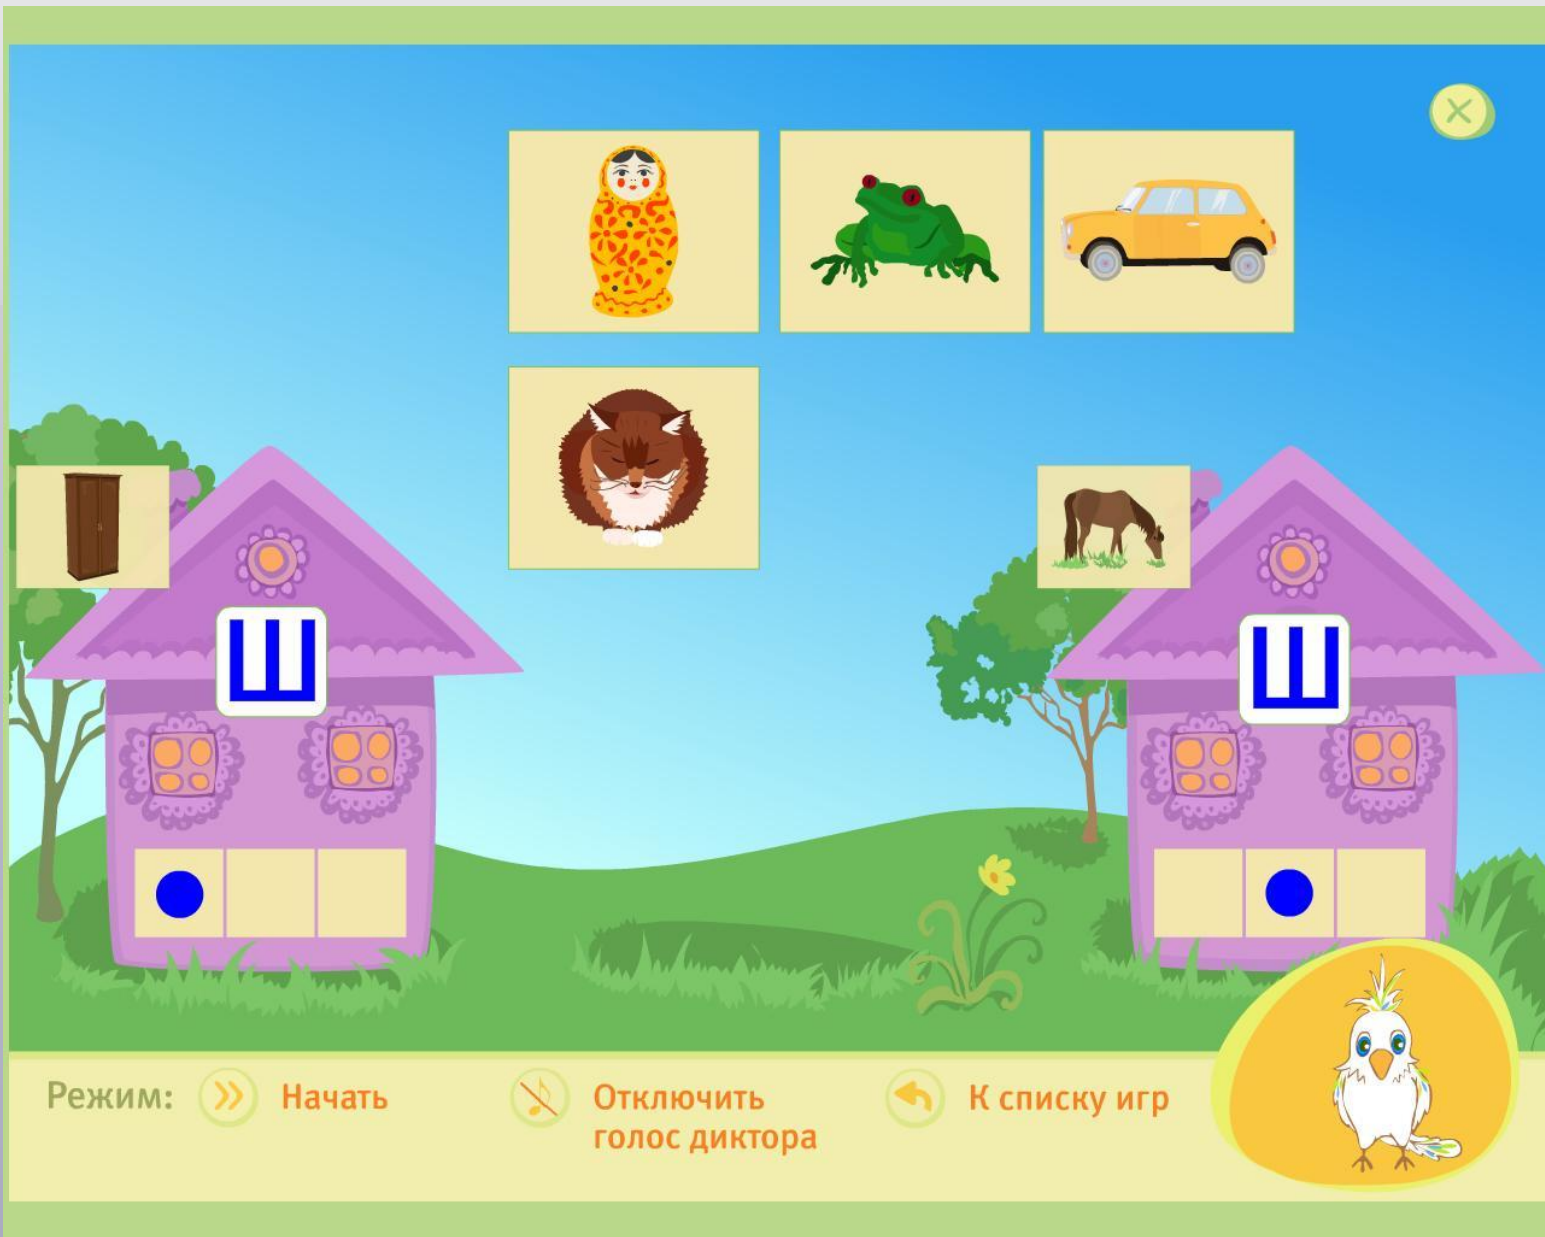 Ш
Ш
Режим:
Начать
Отключить
голос диктора
К списку игр